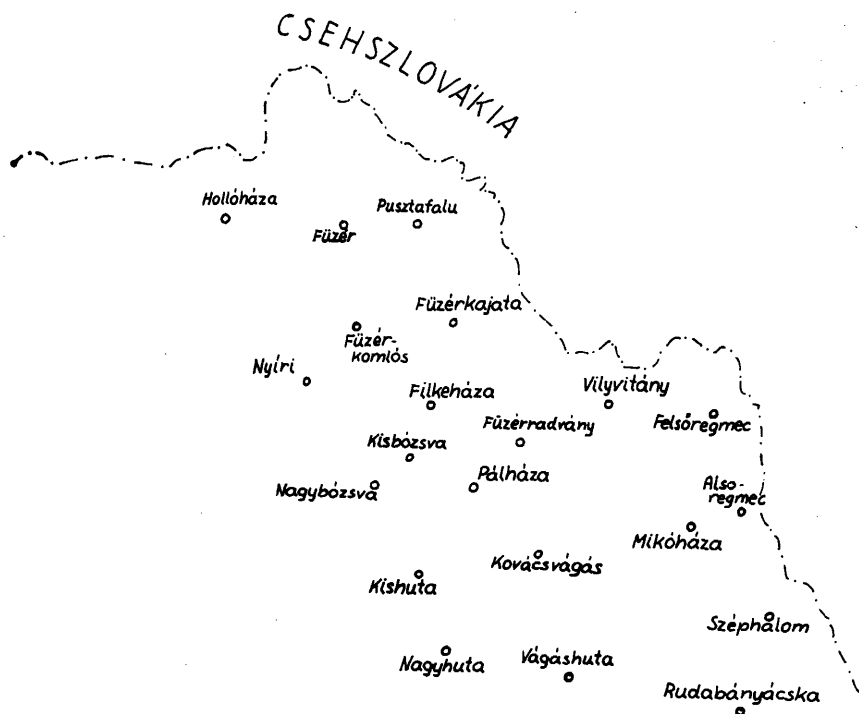 CSEHSZLOVÁKIA
Hollóháza
Pusztafalu
Füzér
Füzérkajata
Füzér-
komlós
Nyíri
Filkeháza
Vilyvitány
Füzérradvány
Felsőregmec
Kisbózsva
Pálháza
Nagybózsva
Also-
regmec
Mikóháza
Kovácsvágás
Kishuta
Széphalom
Nagyhuta
Vágáshuta
Rudabányácska